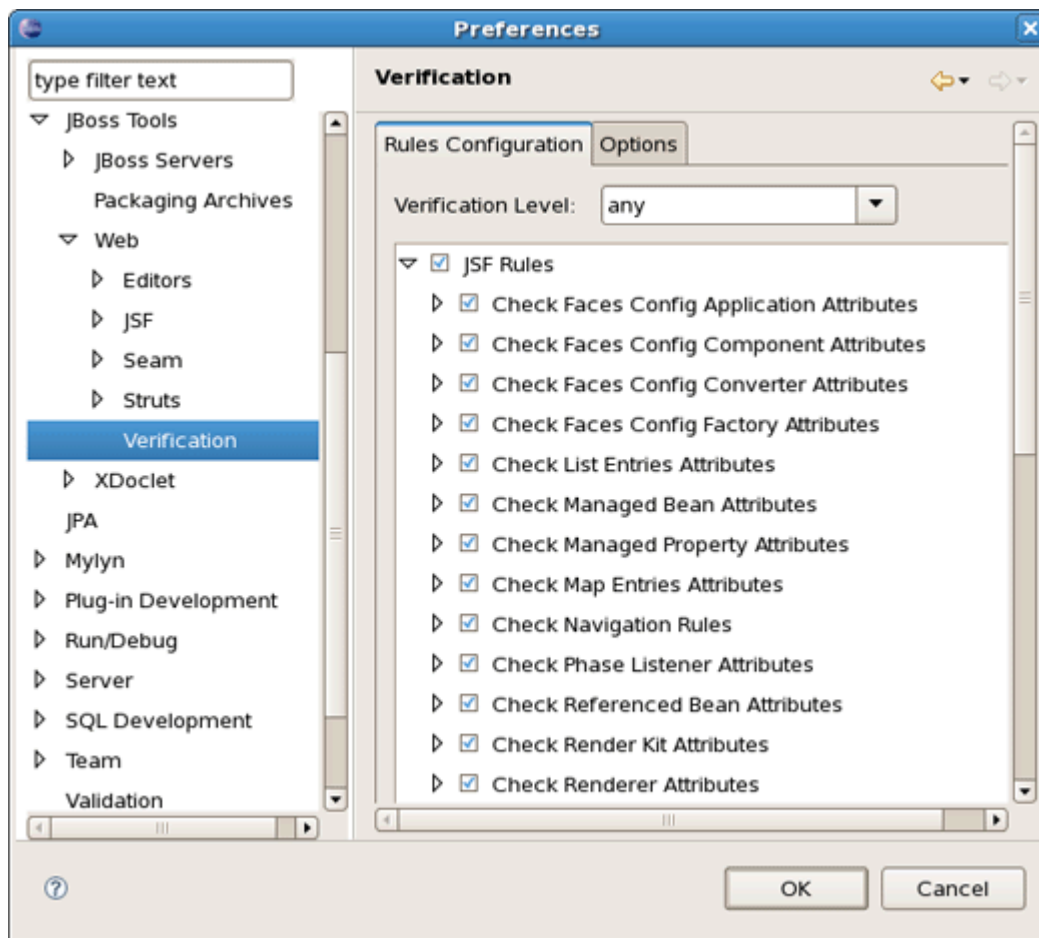 Preferences
type filter text
JBoss Tools
JBoss Servers
Packaging Archives
Web
Editors
JSF
Seam
Struts
Verification
XDoclet
JPA
Mylyn
Plug-in Development
Run/Debug
Server
SQL Development
Team
Validation
Verification
Rules Configuration
Options
Verification Level:
any
JSF Rules
Check Faces Config Application Attributes
Check Faces Config Component Attributes
Check Faces Config Converter Attributes
Check Faces Config Factory Attributes
Check List Entries Attributes
Check Managed Bean Attributes
Check Managed Property Attributes
Check Map Entries Attributes
Check Navigation Rules
Check Phase Listener Attributes
Check Referenced Bean Attributes
Check Render Kit Attributes
Check Renderer Attributes
?
OK
Cancel